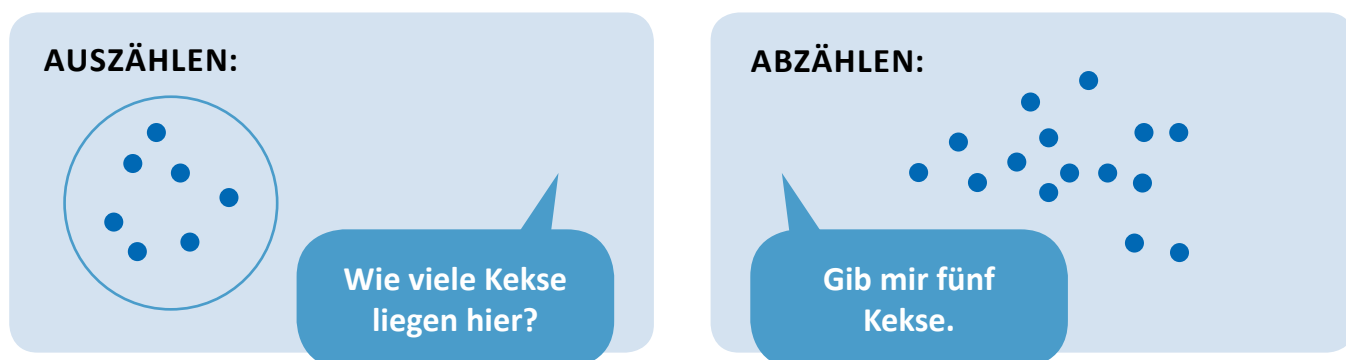 AUSZÄHLEN:
Wie viele Kekse
liegen hier?
ABZÄHLEN:
Gib mir fünf
Kekse.